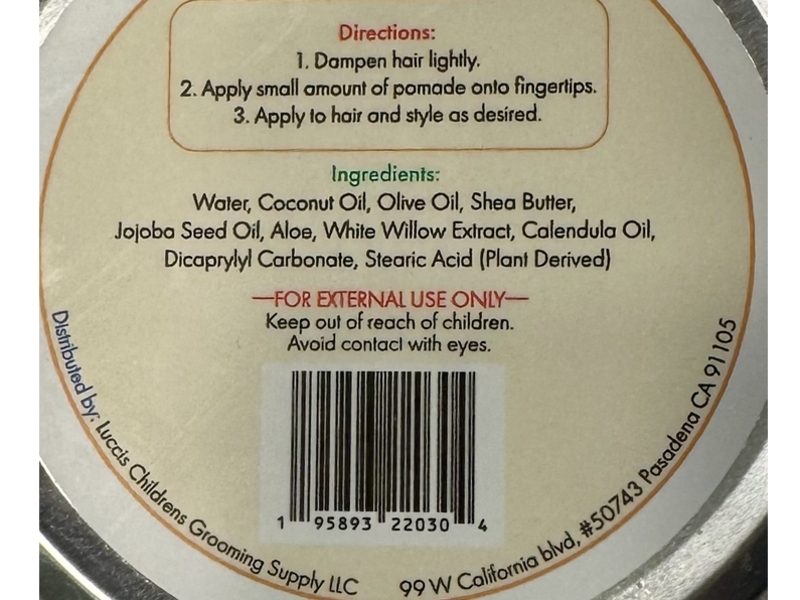 Directions:
1. Dampen hair lightly.
2. Apply small amount of pomade onto fingertips.
3. Apply to hair and style as desired.
Ingredients:
Water, Coconut Oil, Olive Oil, Shea Butter,
Jojoba Seed Oil, Aloe, White Willow Extract, Calendula Oil,
Dicaprylyl Carbonate, Stearic Acid (Plant Derived)
—FOR EXTERNAL USE ONLY—
Keep out of reach of children.
Avoid contact with eyes.
1 95893 22030 4
Distributed by: Luccis Childrens Grooming Supply LLC
99 W California blvd, #50743 Pasadena CA 91105